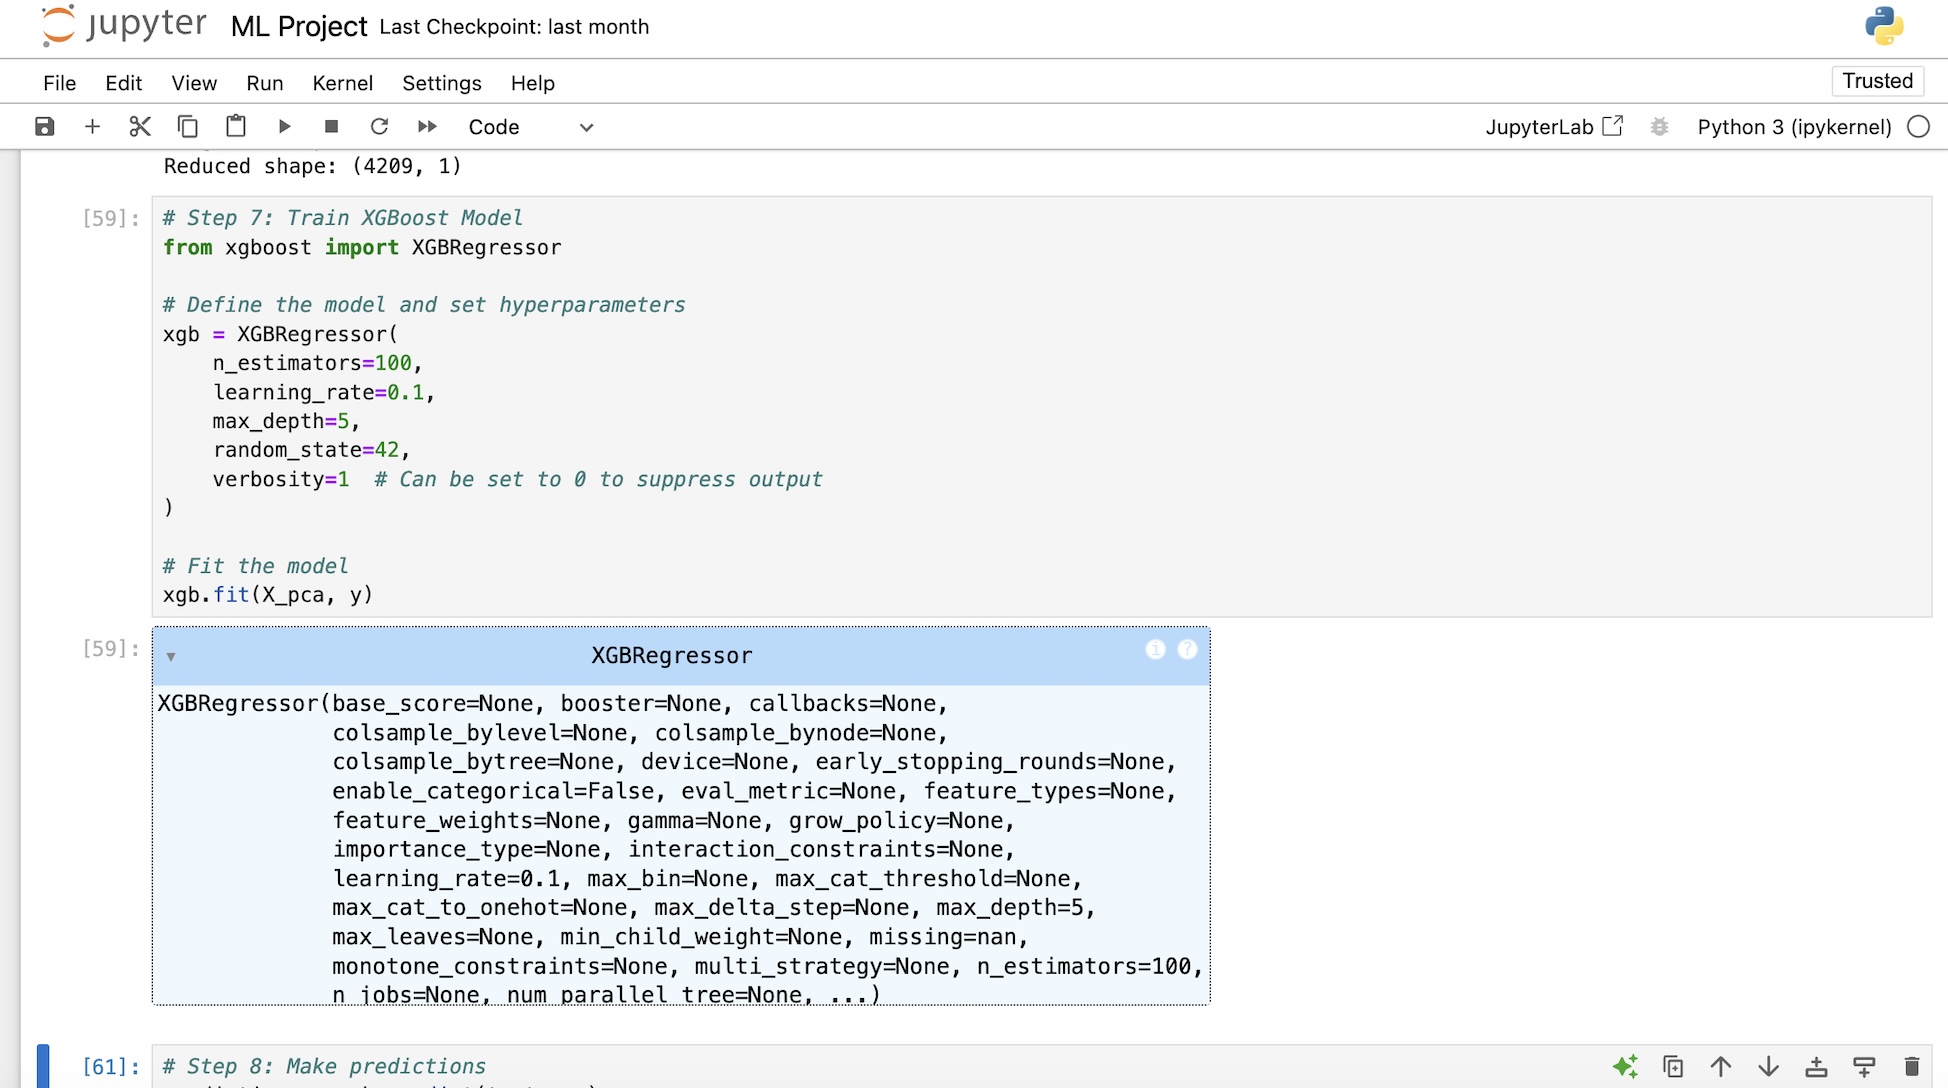 jupyter ML Project Last Checkpoint: last month
File Edit View Run Kernel Settings Help Trusted
Code JupyterLab Python 3 (ipykernel)
Reduced shape: (4209, 1)
[59]: # Step 7: Train XGBoost Model
from xgboost import XGBRegressor
# Define the model and set hyperparameters
xgb = XGBRegressor(
n_estimators=100,
learning_rate=0.1,
max_depth=5,
random_state=42,
verbosity=1  # Can be set to 0 to suppress output
)
# Fit the model
xgb.fit(X_pca, y)
[59]: XGBRegressor i ?
XGBRegressor(base_score=None, booster=None, callbacks=None,
colsample_bylevel=None, colsample_bynode=None,
colsample_bytree=None, device=None, early_stopping_rounds=None,
enable_categorical=False, eval_metric=None, feature_types=None,
feature_weights=None, gamma=None, grow_policy=None,
importance_type=None, interaction_constraints=None,
learning_rate=0.1, max_bin=None, max_cat_threshold=None,
max_cat_to_onehot=None, max_delta_step=None, max_depth=5,
max_leaves=None, min_child_weight=None, missing=nan,
monotone_constraints=None, multi_strategy=None, n_estimators=100,
n_jobs=None, num_parallel_tree=None, ...)
[61]: # Step 8: Make predictions